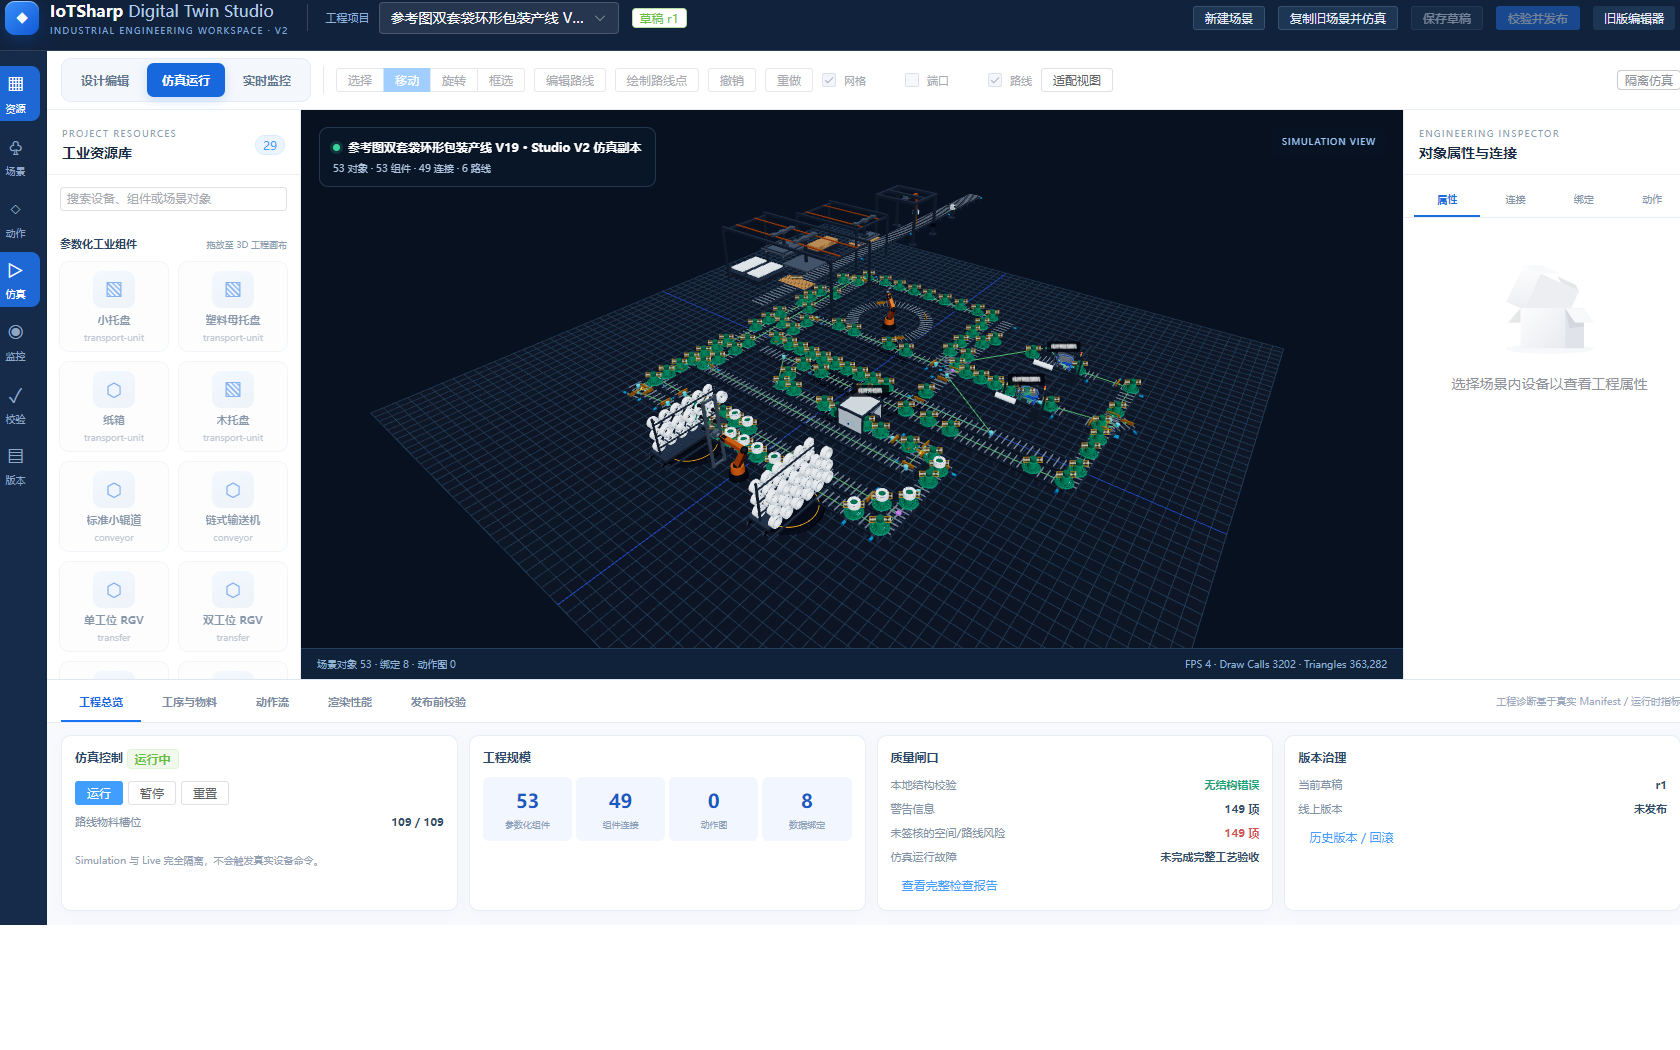 IoTSharp Digital Twin Studio
INDUSTRIAL ENGINEERING WORKSPACE · V2
工程项目
参考图双套袋环形包装产线 V...
草稿 r1
新建场景
复制旧场景并仿真
保存草稿
校验并发布
旧版编辑器
资源
场景
动作
仿真
监控
校验
版本
设计编辑
仿真运行
实时监控
选择
移动
旋转
框选
编辑路线
绘制路线点
撤销
重做
网格
端口
路线
适配视图
隔离仿真
PROJECT RESOURCES
工业资源库
29
搜索设备、组件或场景对象
参数化工业组件
拖放至 3D 工程画布
小托盘
transport-unit
塑料母托盘
transport-unit
纸箱
transport-unit
木托盘
transport-unit
标准小辊道
conveyor
链式输送机
conveyor
单工位 RGV
transfer
双工位 RGV
transfer
参考图双套袋环形包装产线 V19 · Studio V2 仿真副本
53 对象 · 53 组件 · 49 连接 · 6 路线
SIMULATION VIEW
场景对象 53 · 绑定 8 · 动作图 0
FPS 4 · Draw Calls 3202 · Triangles 363,282
ENGINEERING INSPECTOR
对象属性与连接
属性
连接
绑定
动作
选择场景内设备以查看工程属性
工程总览
工序与物料
动作流
渲染性能
发布前校验
工程诊断基于真实 Manifest / 运行时指标
仿真控制
运行中
运行
暂停
重置
路线物料槽位
109 / 109
Simulation 与 Live 完全隔离，不会触发真实设备命令。
工程规模
53
参数化组件
49
组件连接
0
动作图
8
数据绑定
质量闸口
本地结构校验
无结构错误
警告信息
149 项
未签核的空间/路线风险
149 项
仿真运行故障
未完成完整工艺验收
查看完整检查报告
版本治理
当前草稿
r1
线上版本
未发布
历史版本 / 回滚